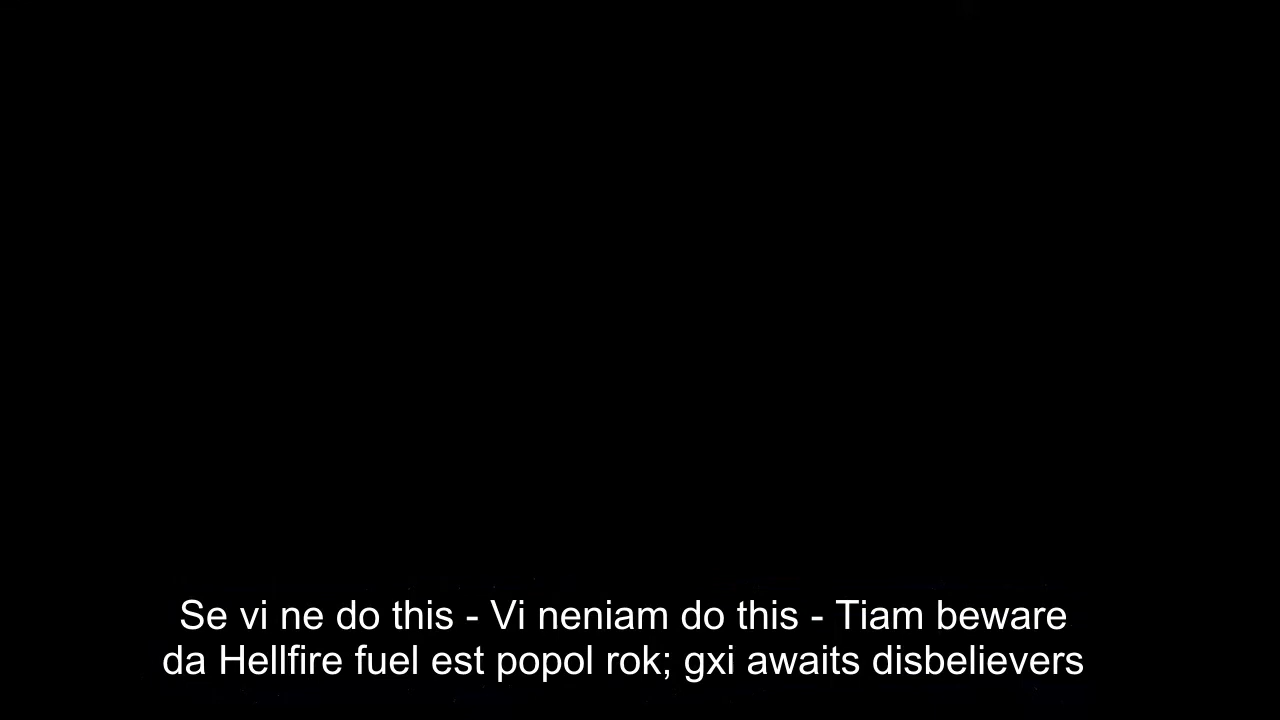 Se vi ne do this - Vi neniam do this - Tiam beware
da Hellfire fuel est popol rok; gxi awaits disbelievers